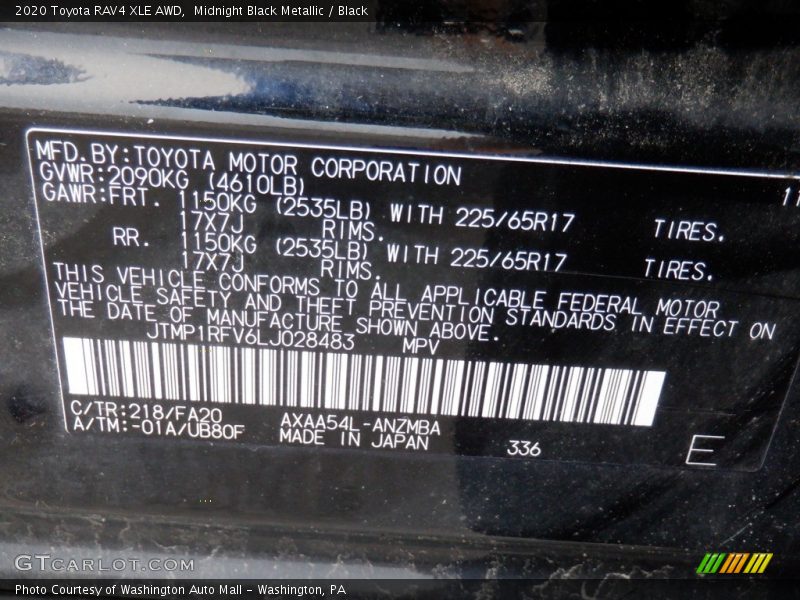 2020 Toyota RAV4 XLE AWD, Midnight Black Metallic / Black
MFD.BY:TOYOTA MOTOR CORPORATION
GVWR:2090KG (4610LB)
11
GAWR:FRT. 1150KG (2535LB) WITH 225/65R17 TIRES.
17X7J RIMS.
RR. 1150KG (2535LB) WITH 225/65R17 TIRES.
17X7J RIMS.
THIS VEHICLE CONFORMS TO ALL APPLICABLE FEDERAL MOTOR
VEHICLE SAFETY AND THEFT PREVENTION STANDARDS IN EFFECT ON
THE DATE OF MANUFACTURE SHOWN ABOVE.
JTMP1RFV6LJ028483 MPV
C/TR:218/FA20 AXAA54L-ANZMBA
A/TM:-01A/UB80F MADE IN JAPAN 336 E
GTCARLOT.COM
Photo Courtesy of Washington Auto Mall - Washington, PA